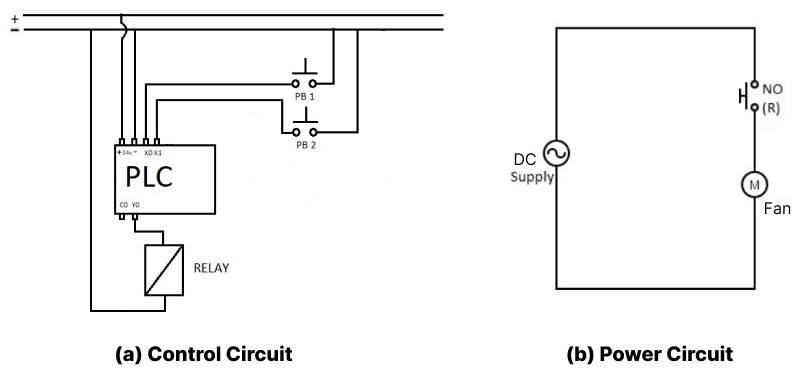 +
−
PB 1
PB 2
+24v- X0 X1
PLC
C0 Y0
RELAY
(a) Control Circuit
NO
(R)
DC
Supply
M
Fan
(b) Power Circuit